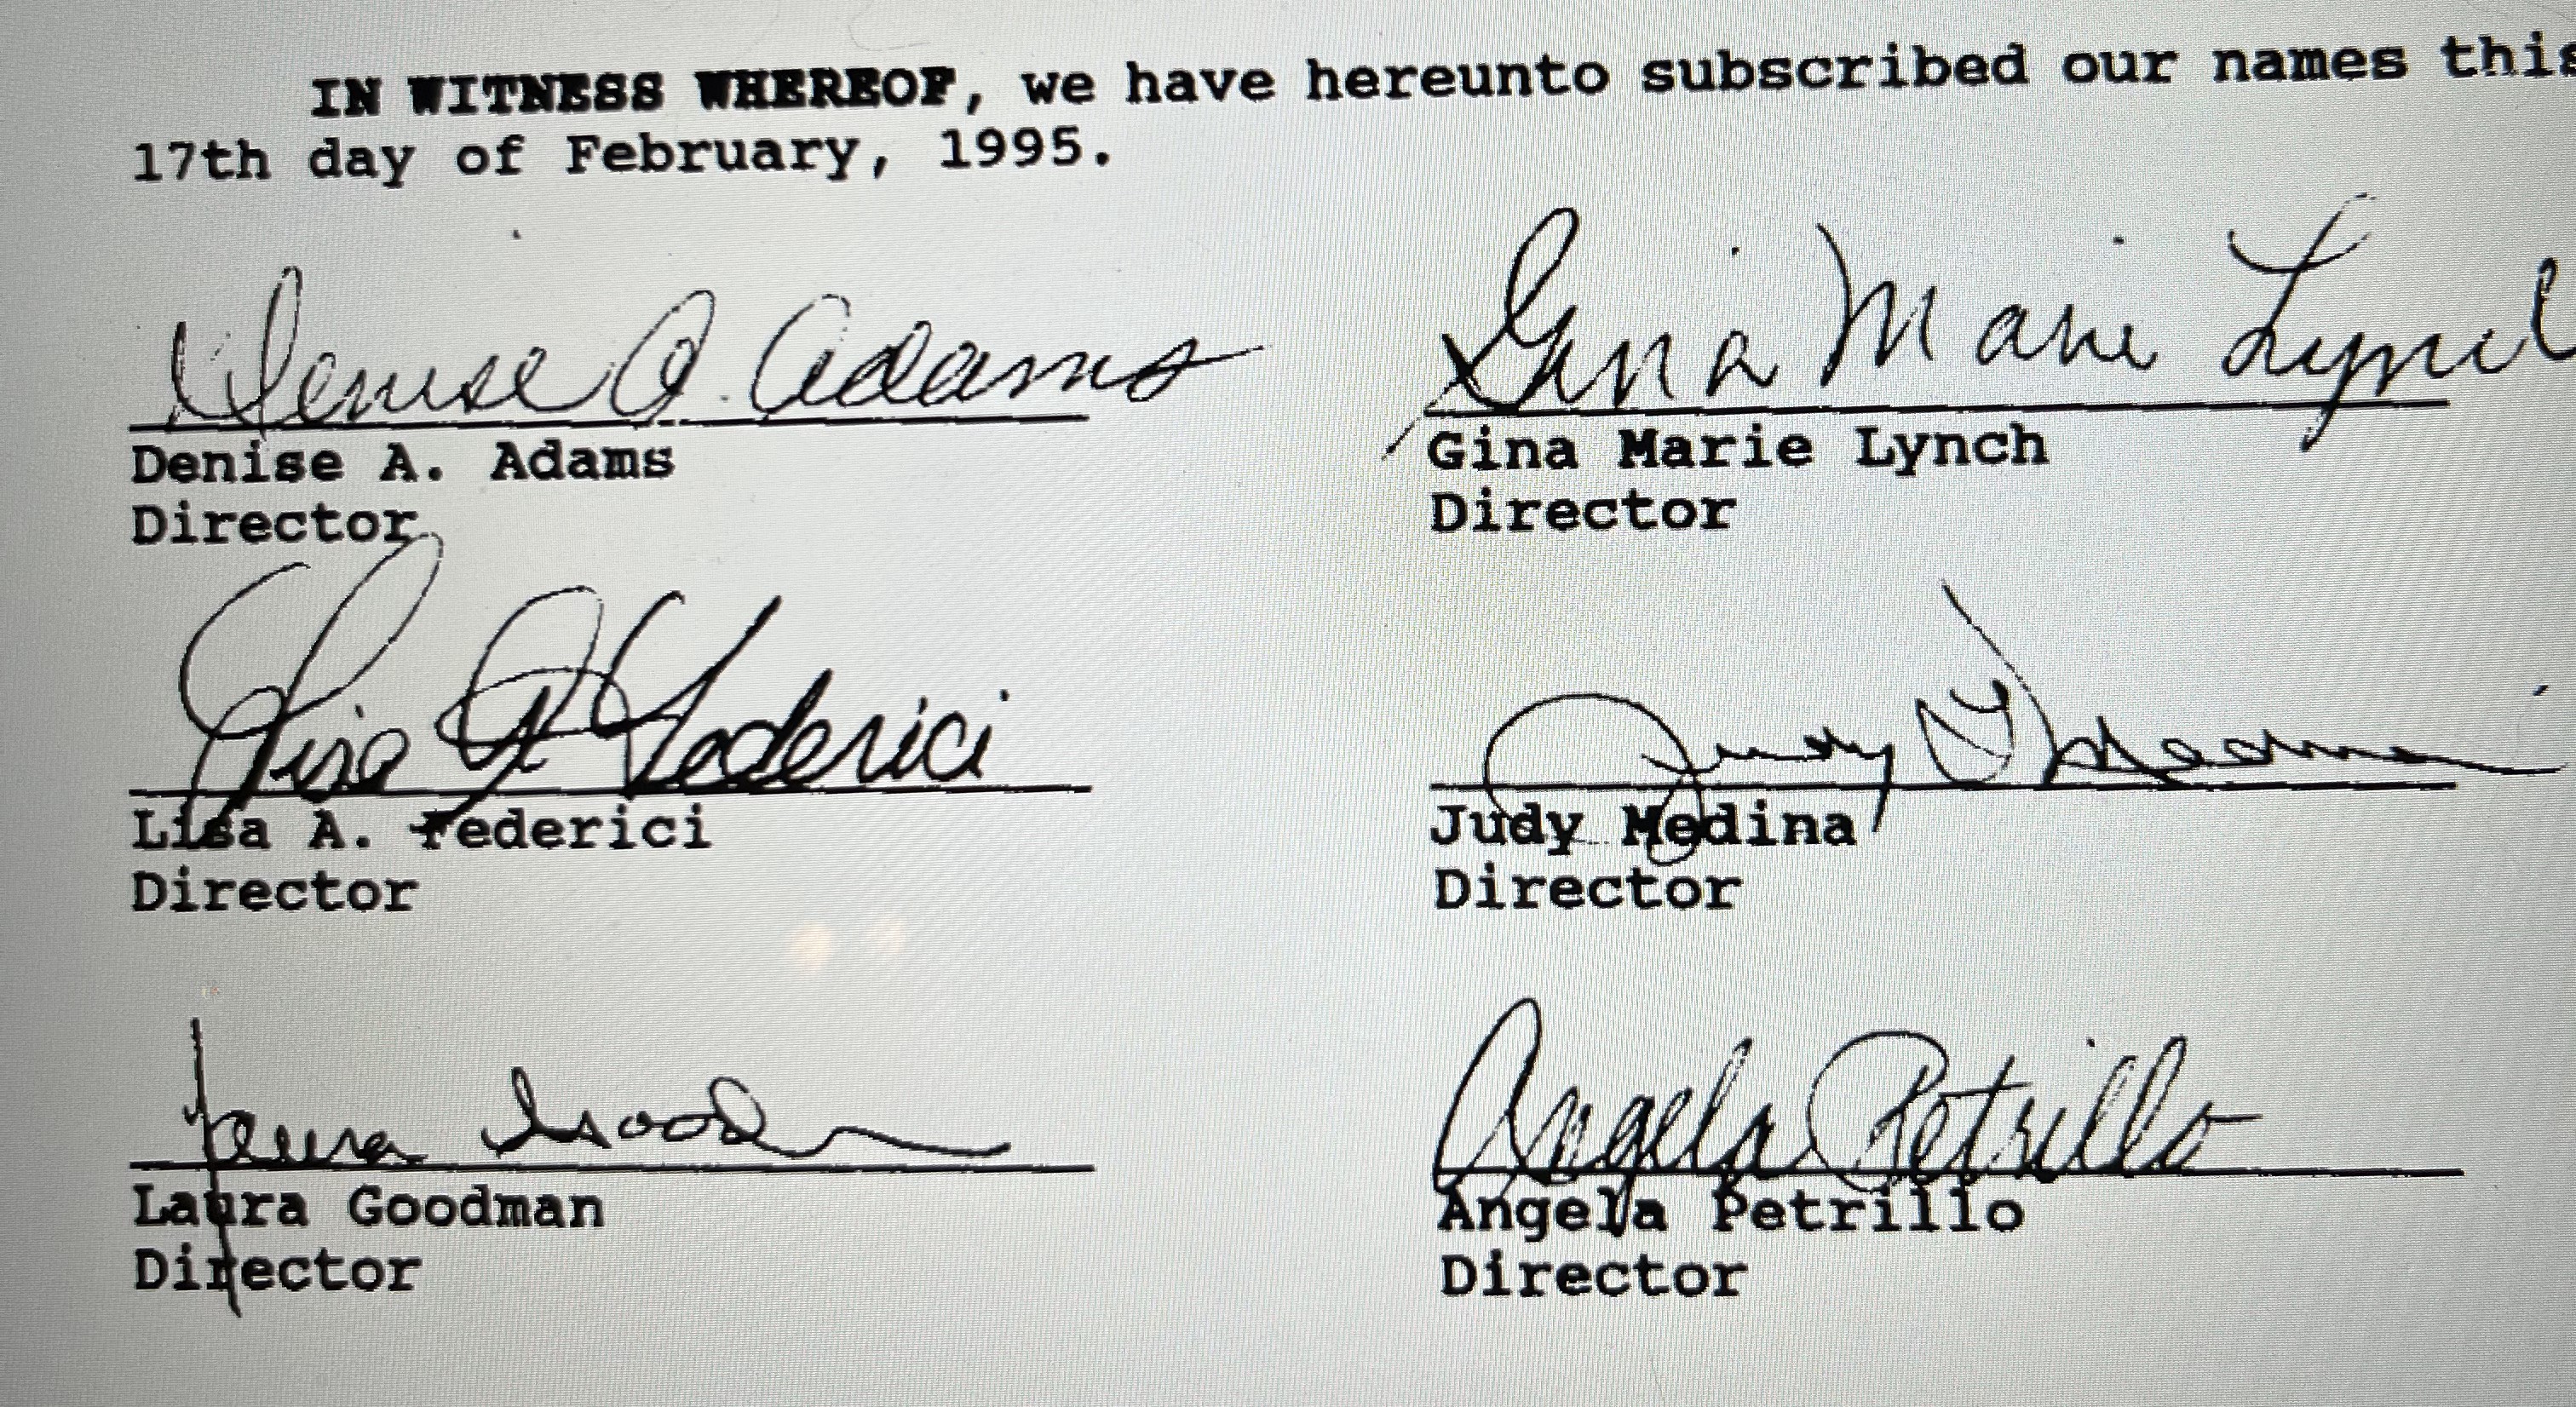 IN WITNESS WHEREOF, we have hereunto subscribed our names this
17th day of February, 1995.
Denise A. Adams
Gina Marie Lynch
Denise A. Adams
Gina Marie Lynch
Director
Director
Lisa A. Federici
Judy Medina
Lisa A. Federici
Judy Medina
Director
Director
Laura Goodman
Angela Petrillo
Laura Goodman
Angela Petrillo
Director
Director